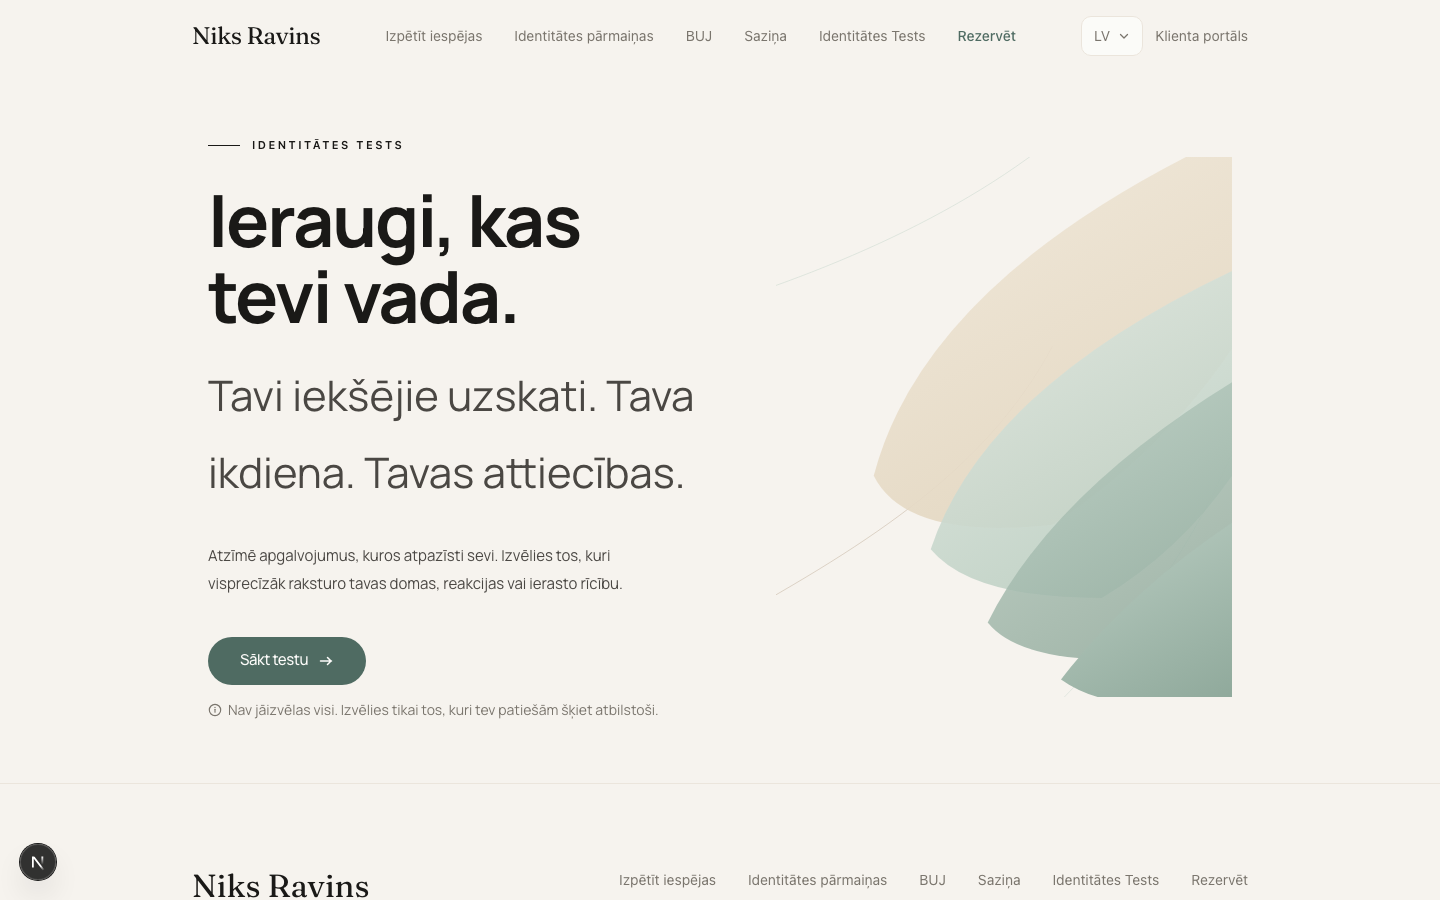 Niks Ravins
Izpētīt iespējas
Identitātes pārmaiņas
BUJ
Saziņa
Identitātes Tests
Rezervēt
LV
Klienta portāls
IDENTITĀTES TESTS
Ieraugi, kas
tevi vada.
Tavi iekšējie uzskati. Tava
ikdiena. Tavas attiecības.
Atzīmē apgalvojumus, kuros atpazīsti sevi. Izvēlies tos, kuri
visprecīzāk raksturo tavas domas, reakcijas vai ierasto rīcību.
Sākt testu
Nav jāizvēlas visi. Izvēlies tikai tos, kuri tev patiešām šķiet atbilstoši.
N
Niks Ravins
Izpētīt iespējas
Identitātes pārmaiņas
BUJ
Saziņa
Identitātes Tests
Rezervēt